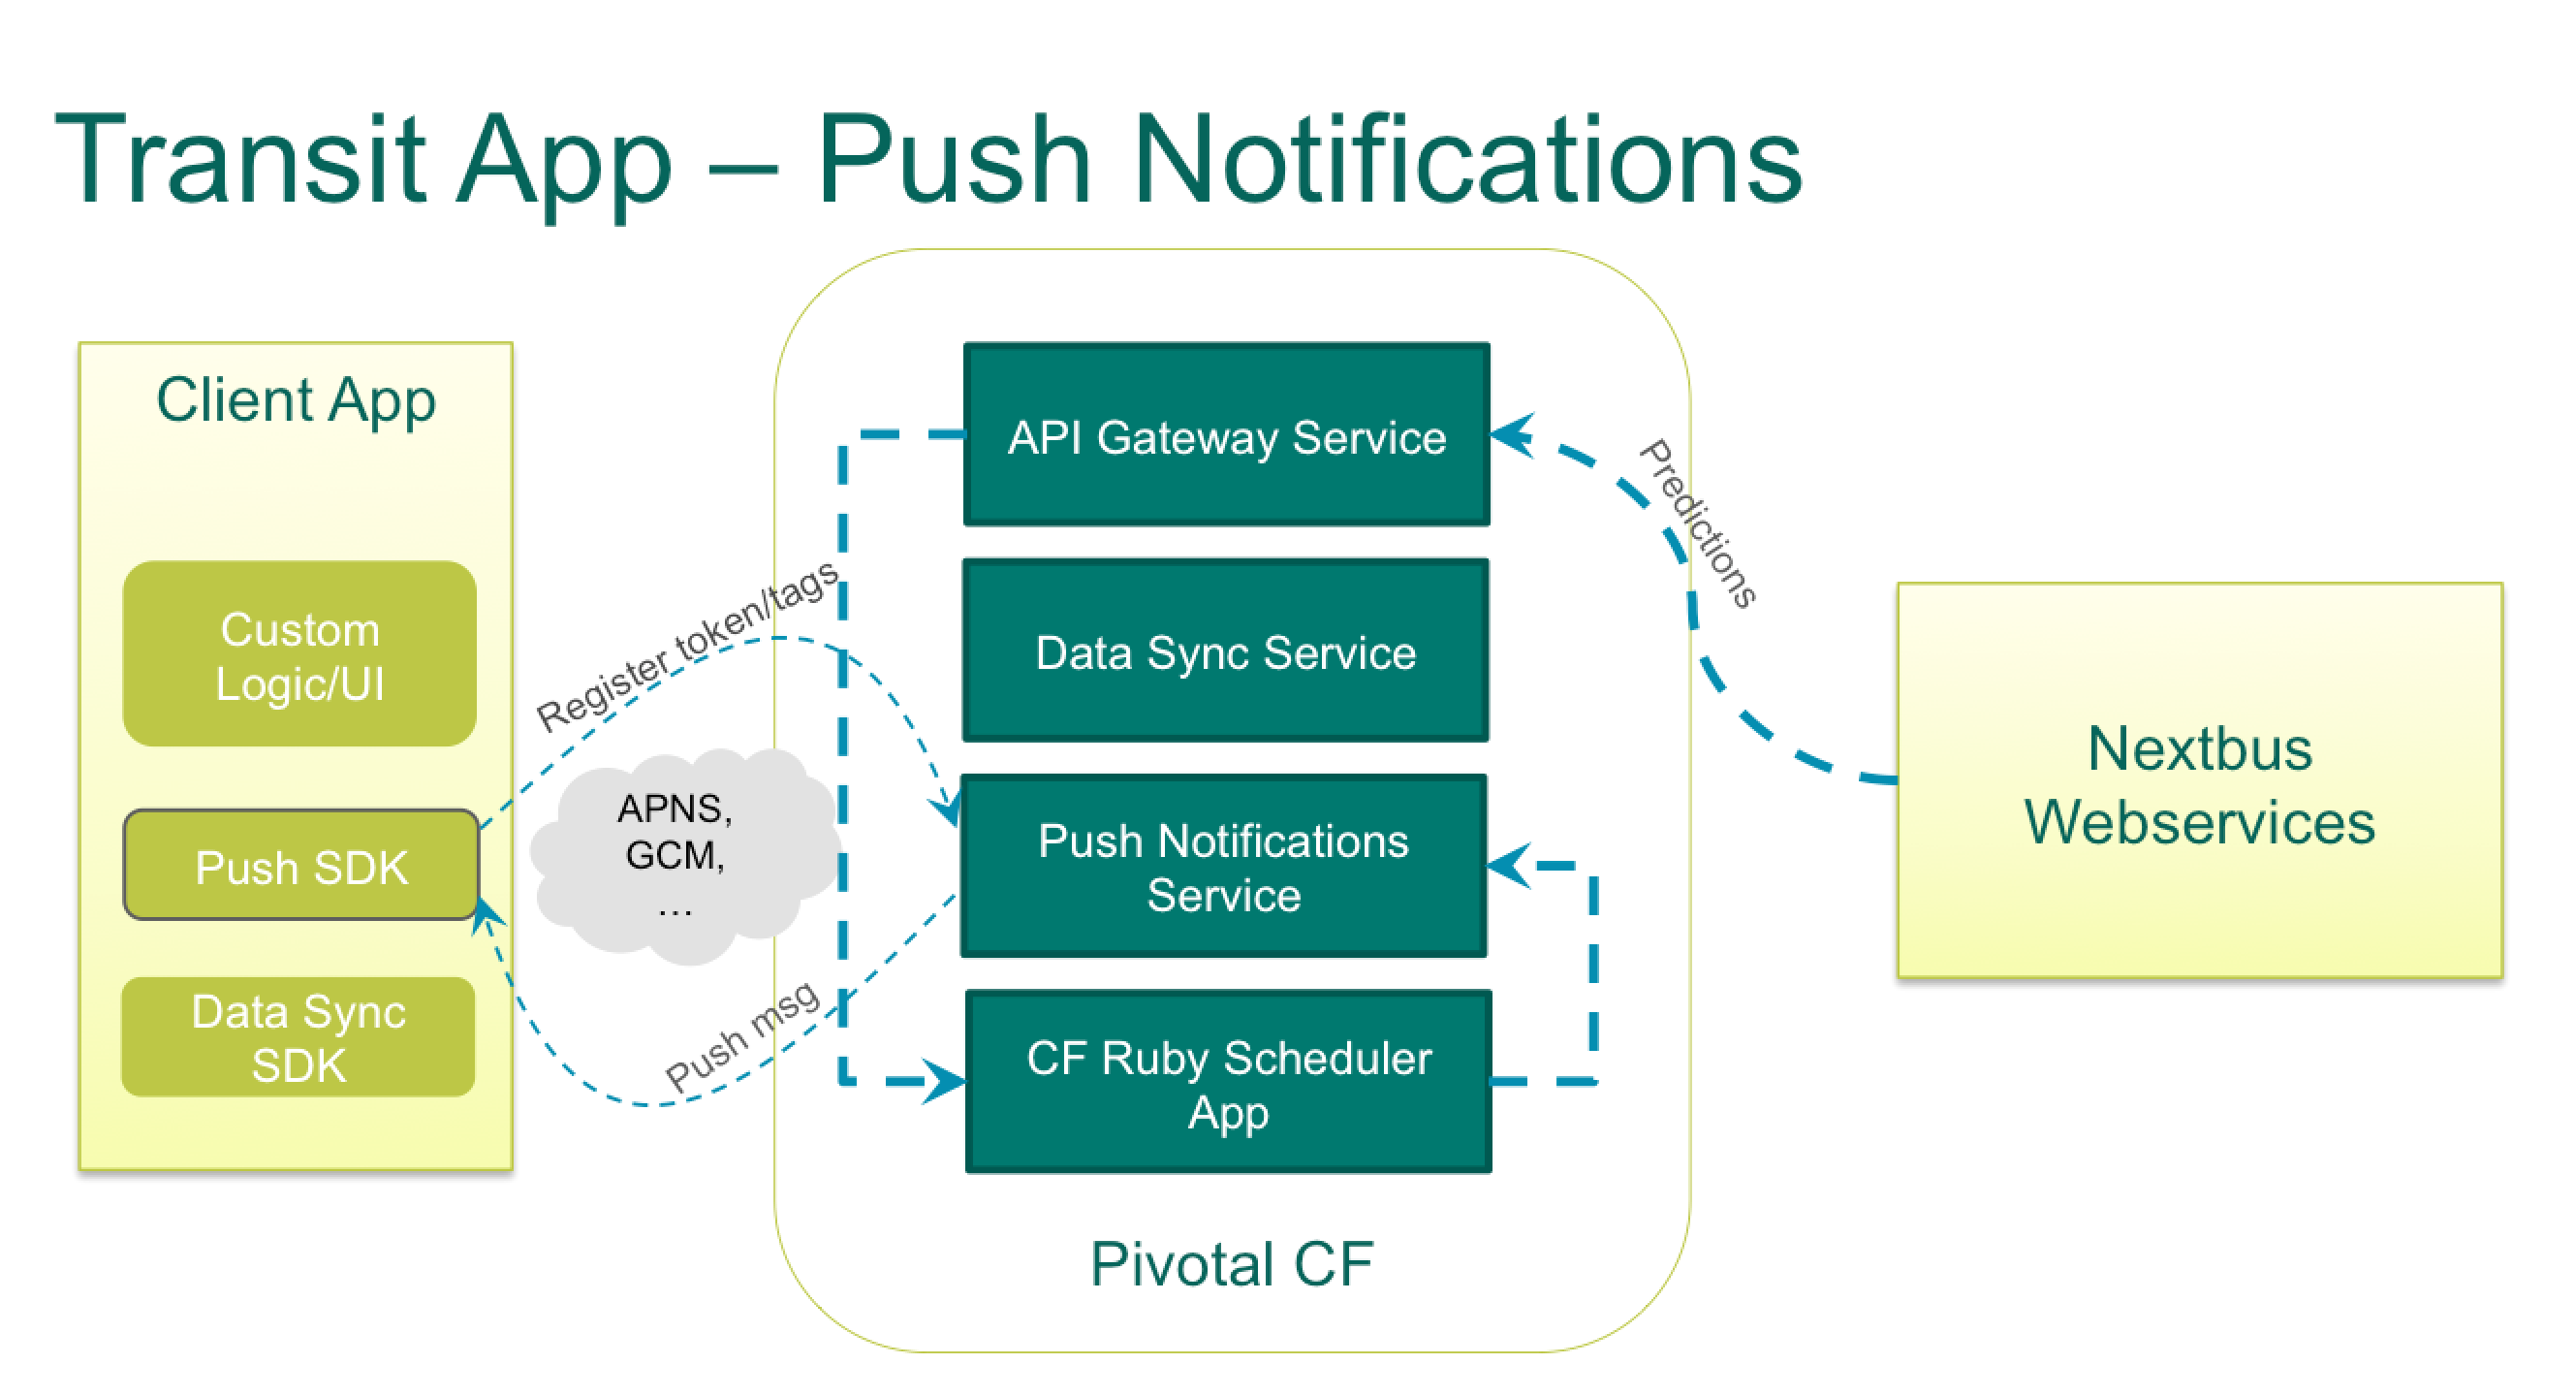 Transit App – Push Notifications
Client App
Custom
Logic/UI
Push SDK
Data Sync
SDK
Register token/tags
APNS,
GCM,
...
Push msg
API Gateway Service
Data Sync Service
Push Notifications
Service
CF Ruby Scheduler
App
Pivotal CF
Predictions
Nextbus
Webservices